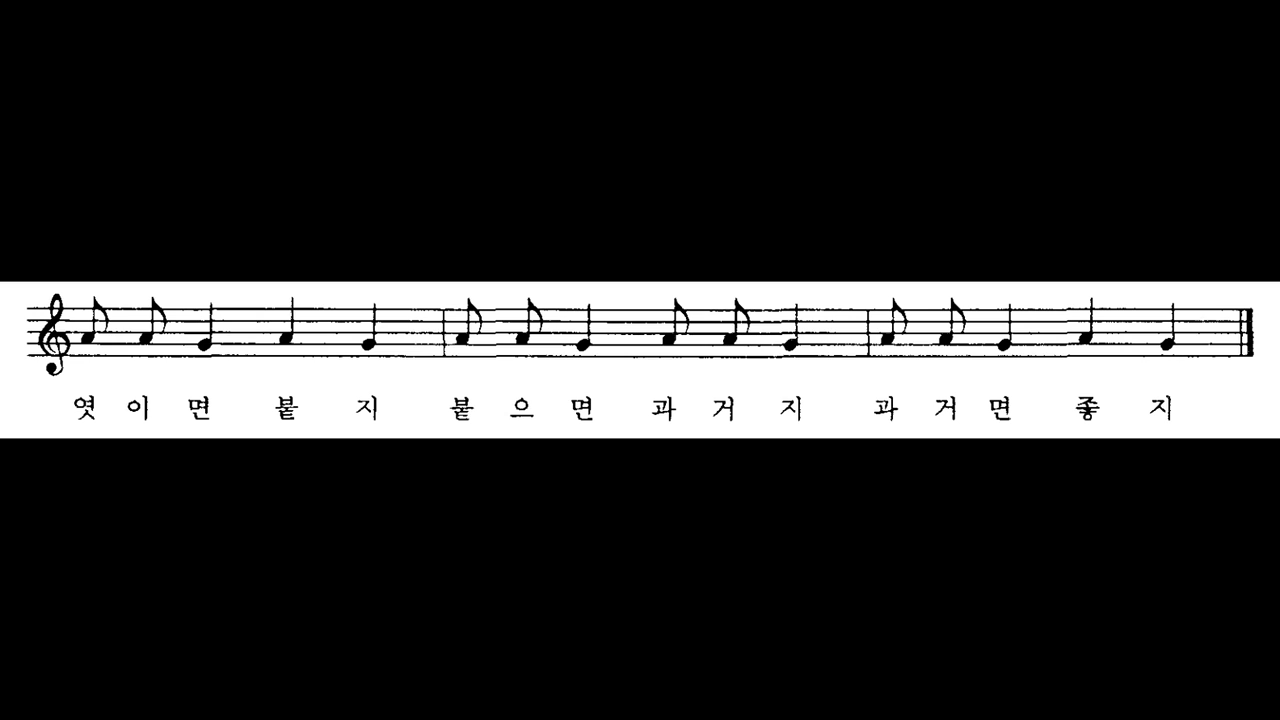 엿 이 면 붙 지 붙 으 면 과 거 지 과 거 면 좋 지